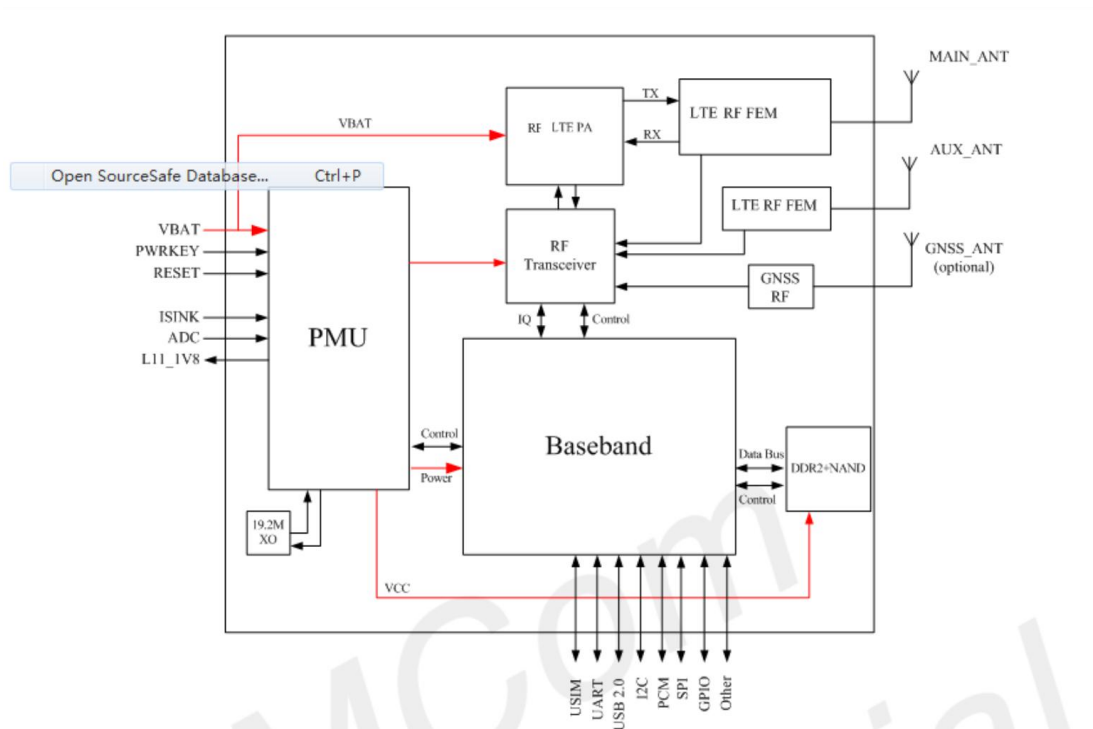 MAIN_ANT
TX
LTE RF FEM
VBAT
RF LTE PA
RX
AUX_ANT
Open SourceSafe Database... Ctrl+P
LTE RF FEM
VBAT
PWRKEY
RF
Transceiver
GNSS_ANT
(optional)
RESET
GNSS
RF
ISINK
IQ
Control
ADC
PMU
L11_1V8
Control
Baseband
Data Bus
DDR2+NAND
Power
Control
19.2M
XO
VCC
USIM
UART
USB 2.0
I2C
PCM
SPI
GPIO
Other